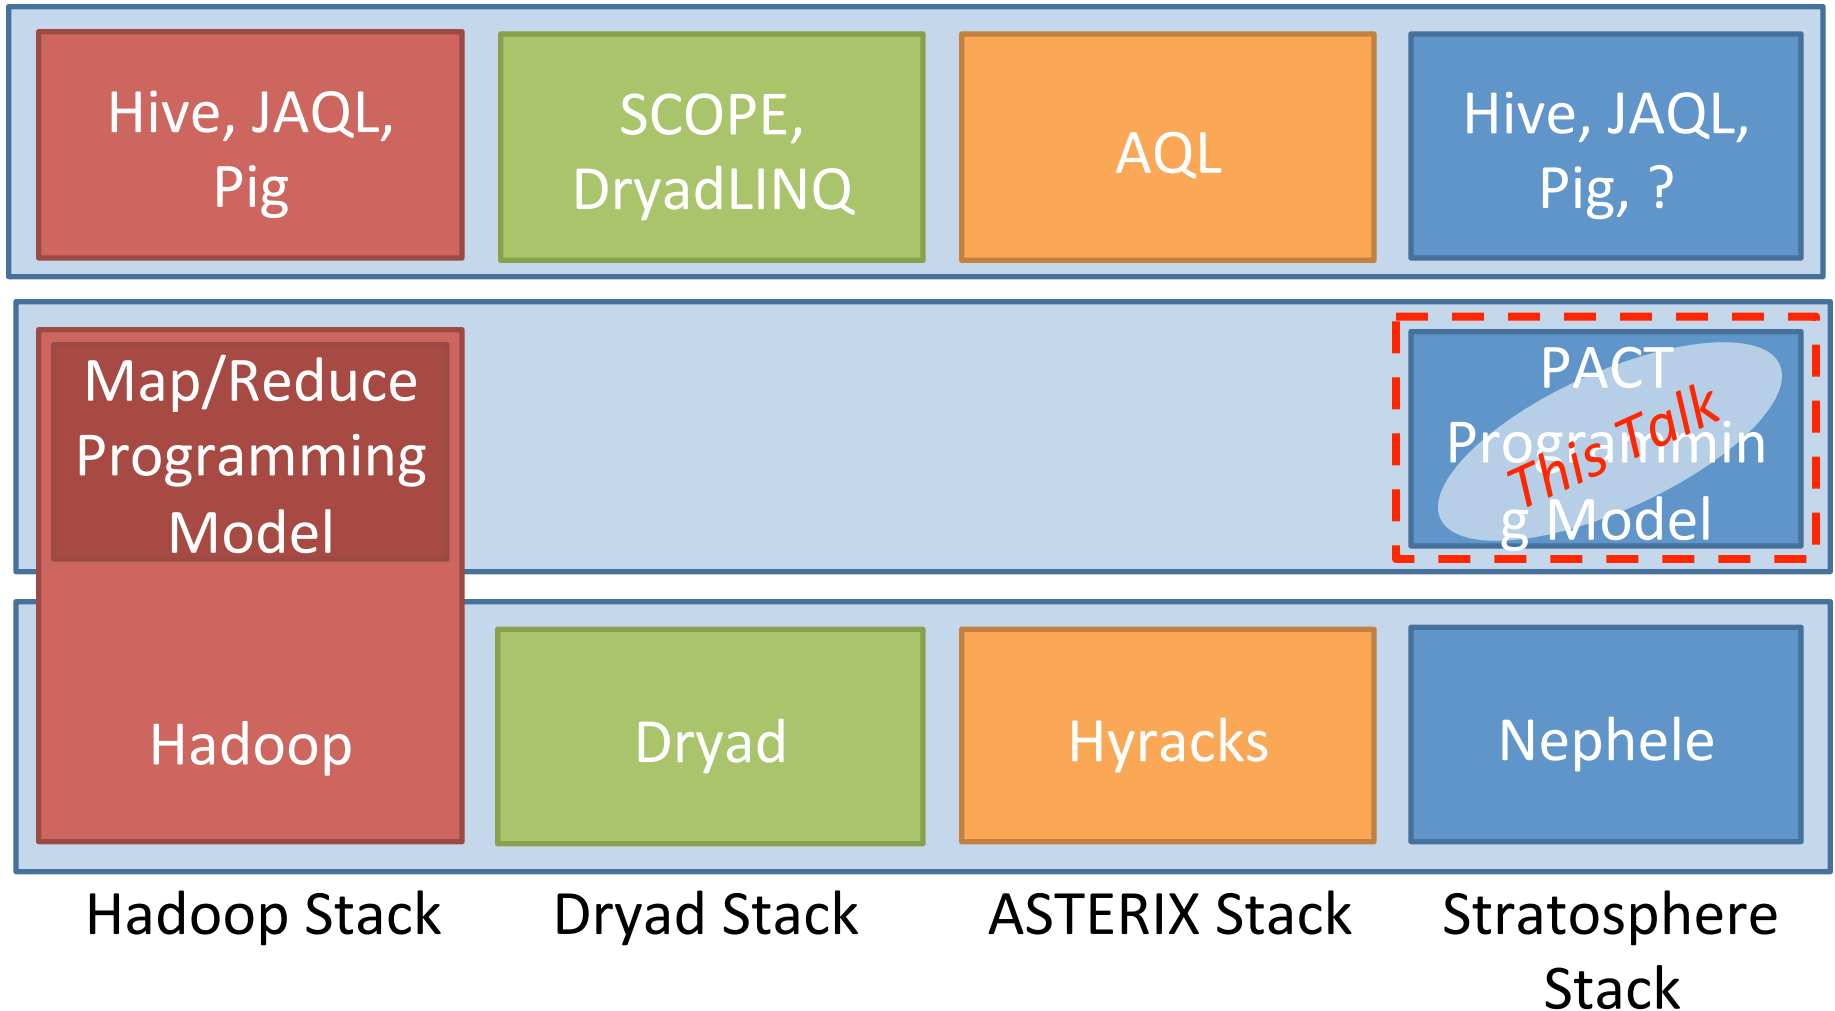 Hive, JAQL,
Pig
SCOPE,
DryadLINQ
AQL
Hive, JAQL,
Pig, ?
Map/Reduce
Programming
Model
PACT
Programmin
g Model
This Talk
Hadoop
Dryad
Hyracks
Nephele
Hadoop Stack
Dryad Stack
ASTERIX Stack
Stratosphere
Stack